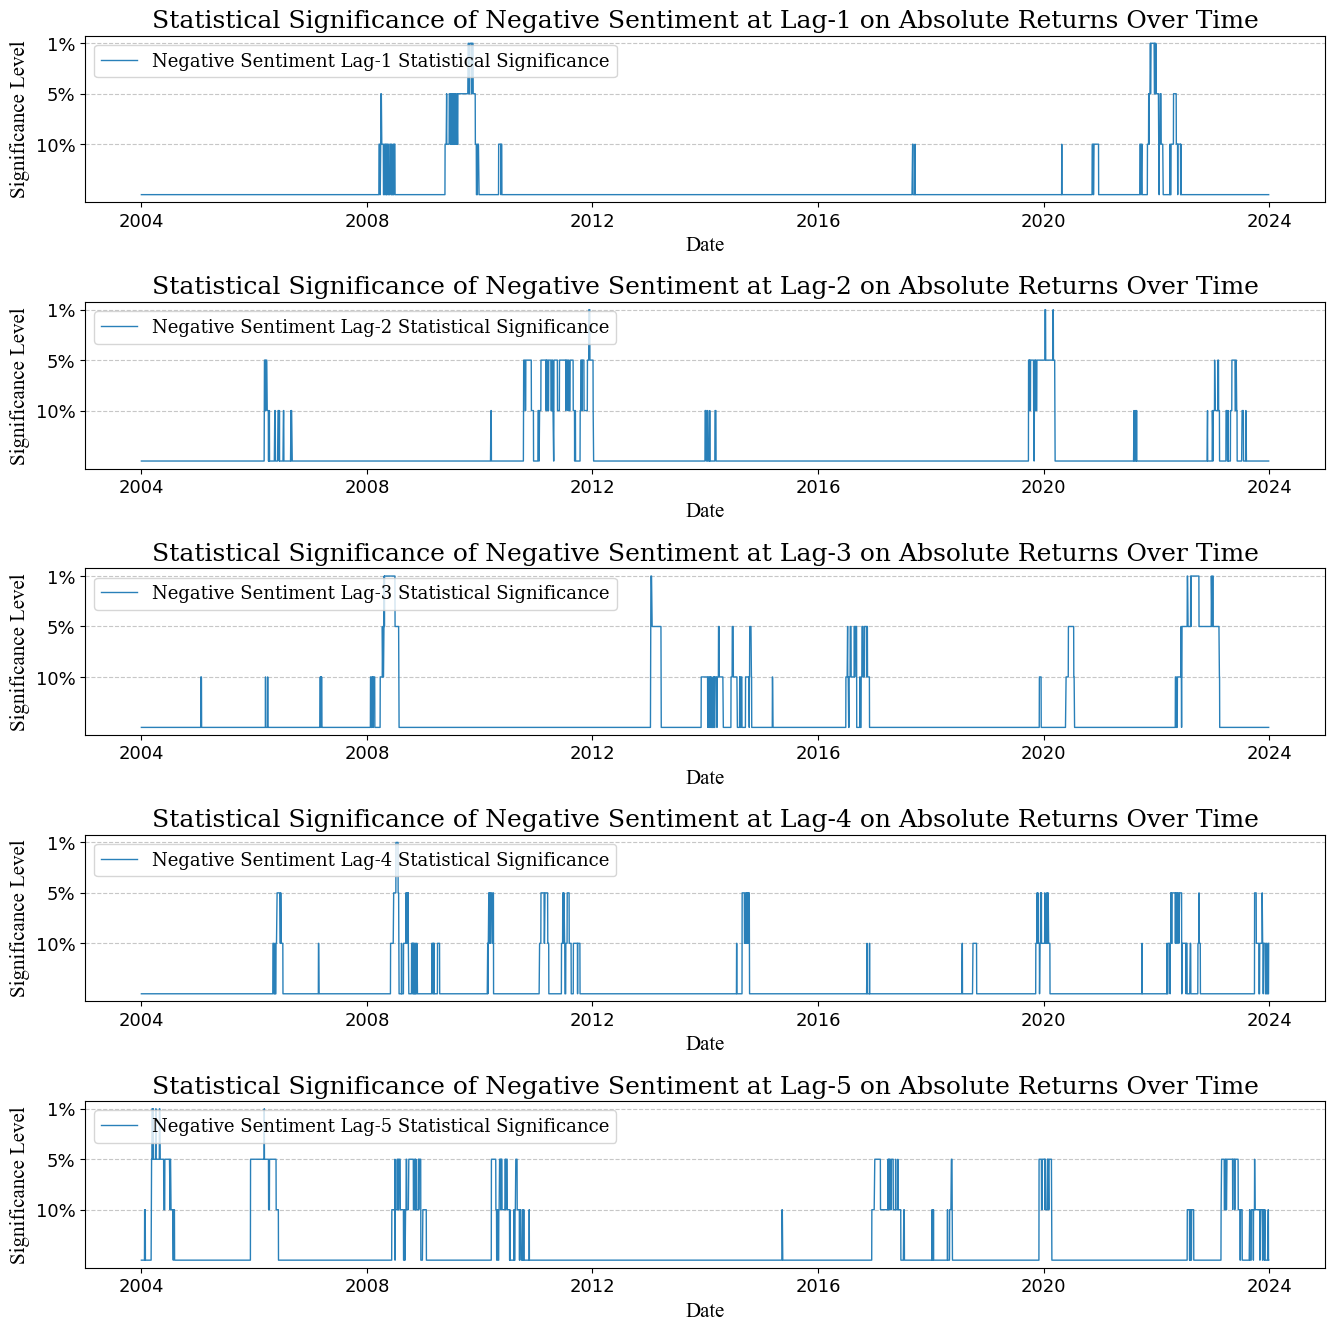 Statistical Significance of Negative Sentiment at Lag-1 on Absolute Returns Over Time
Significance Level
1%
5%
10%
Negative Sentiment Lag-1 Statistical Significance
2004 2008 2012 2016 2020 2024
Date
Statistical Significance of Negative Sentiment at Lag-2 on Absolute Returns Over Time
Significance Level
1%
5%
10%
Negative Sentiment Lag-2 Statistical Significance
2004 2008 2012 2016 2020 2024
Date
Statistical Significance of Negative Sentiment at Lag-3 on Absolute Returns Over Time
Significance Level
1%
5%
10%
Negative Sentiment Lag-3 Statistical Significance
2004 2008 2012 2016 2020 2024
Date
Statistical Significance of Negative Sentiment at Lag-4 on Absolute Returns Over Time
Significance Level
1%
5%
10%
Negative Sentiment Lag-4 Statistical Significance
2004 2008 2012 2016 2020 2024
Date
Statistical Significance of Negative Sentiment at Lag-5 on Absolute Returns Over Time
Significance Level
1%
5%
10%
Negative Sentiment Lag-5 Statistical Significance
2004 2008 2012 2016 2020 2024
Date